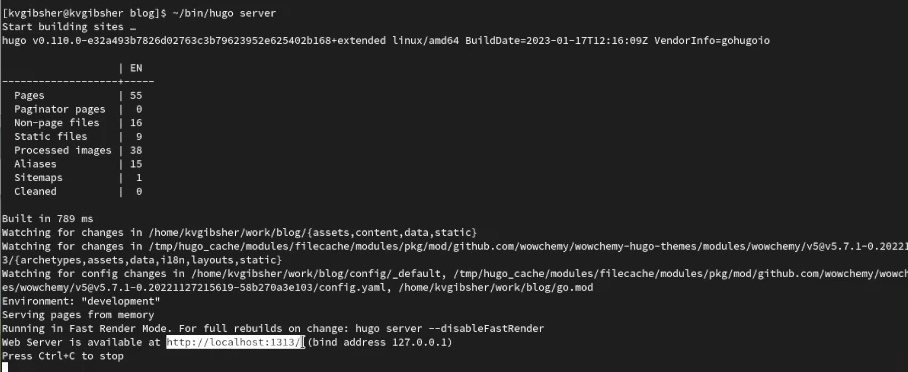 [kvgibsher@kvgibsher blog]$ ~/bin/hugo server
Start building sites …
hugo v0.110.0-e32a493b7826d02763c3b79623952e625402b168+extended linux/amd64 BuildDate=2023-01-17T12:16:09Z VendorInfo=gohugoio
| EN
-------------------+-----
Pages | 55
Paginator pages | 0
Non-page files | 16
Static files | 9
Processed images | 38
Aliases | 15
Sitemaps | 1
Cleaned | 0
Built in 789 ms
Watching for changes in /home/kvgibsher/work/blog/{assets,content,data,static}
Watching for changes in /tmp/hugo_cache/modules/filecache/modules/pkg/mod/github.com/wowchemy/wowchemy-hugo-themes/modules/wowchemy/v5@v5.7.1-0.20221
3/{archetypes,assets,data,i18n,layouts,static}
Watching for config changes in /home/kvgibsher/work/blog/config/_default, /tmp/hugo_cache/modules/filecache/modules/pkg/mod/github.com/wowchemy/wowch
es/wowchemy/v5@v5.7.1-0.20221127215619-58b270a3e103/config.yaml, /home/kvgibsher/work/blog/go.mod
Environment: "development"
Serving pages from memory
Running in Fast Render Mode. For full rebuilds on change: hugo server --disableFastRender
Web Server is available at http://localhost:1313/ (bind address 127.0.0.1)
Press Ctrl+C to stop